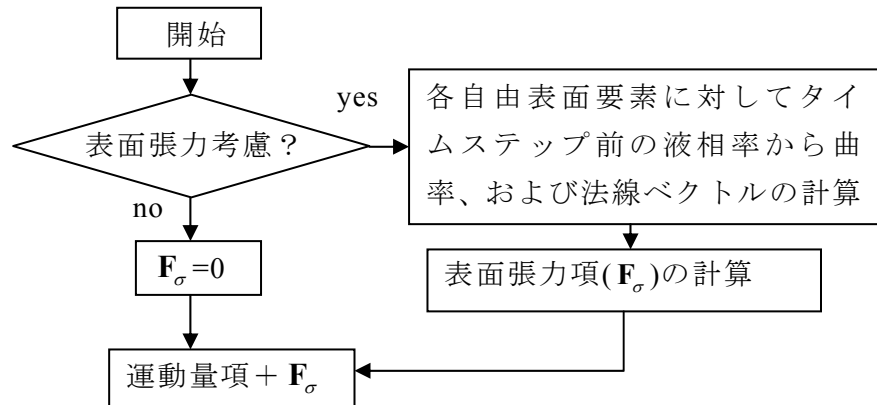 開始
表面張力考慮？
yes
各自由表面要素に対してタイ
ムステップ前の液相率から曲
率、および法線ベクトルの計算
no
F_σ=0
表面張力項(F_σ)の計算
運動量項＋F_σ